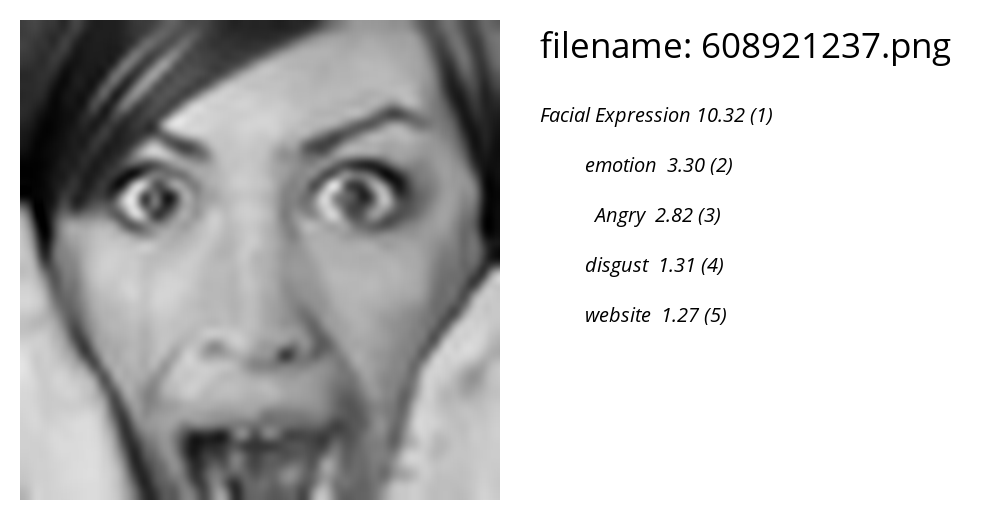 filename: 608921237.png
Facial Expression 10.32 (1)
emotion 3.30 (2)
Angry 2.82 (3)
disgust 1.31 (4)
website 1.27 (5)